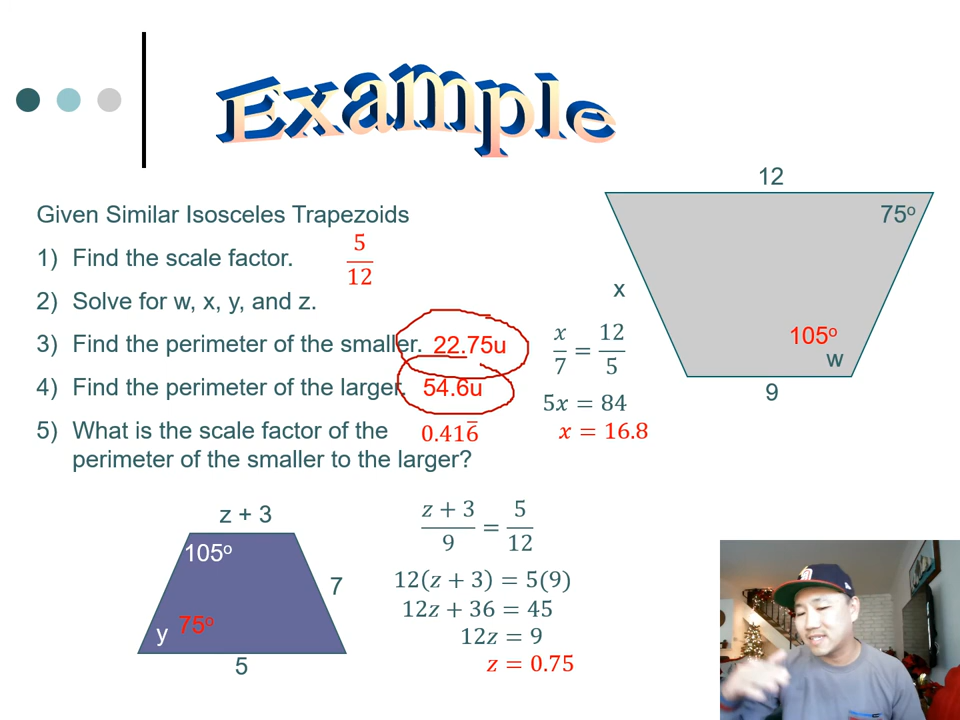 Example
Given Similar Isosceles Trapezoids
1) Find the scale factor. 5/12
2) Solve for w, x, y, and z.
3) Find the perimeter of the smaller. 22.75u
4) Find the perimeter of the larger. 54.6u
5) What is the scale factor of the 0.416̅
perimeter of the smaller to the larger?
12
75°
x
105°
w
9
x/7 = 12/5
5x = 84
x = 16.8
z + 3
105°
7
75°
y
5
(z + 3)/9 = 5/12
12(z + 3) = 5(9)
12z + 36 = 45
12z = 9
z = 0.75